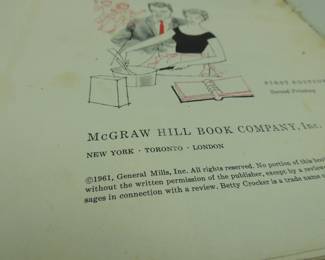 FIRST EDITION
Second Printing
McGRAW HILL BOOK COMPANY, Inc.
NEW YORK · TORONTO · LONDON
©1961, General Mills, Inc. All rights reserved. No portion of this book
without the written permission of the publisher, except by a review
sages in connection with a review. Betty Crocker is a trade name